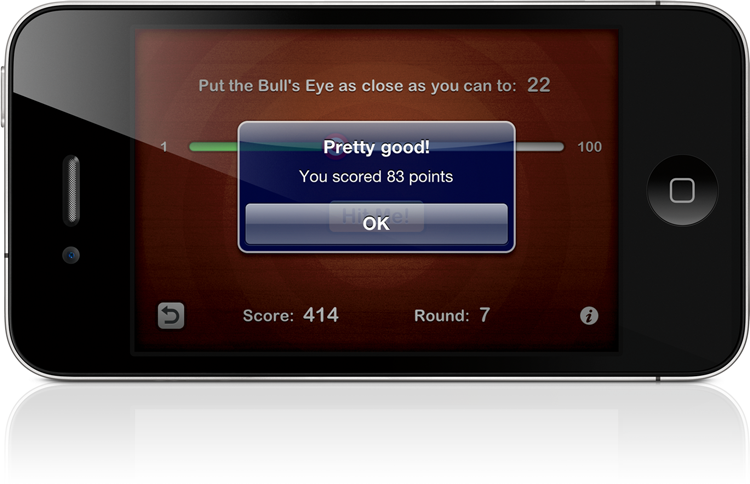 Put the Bull's Eye as close as you can to: 22
1
100
Pretty good!
You scored 83 points
Hit Me!
OK
Score: 414
Round: 7
i